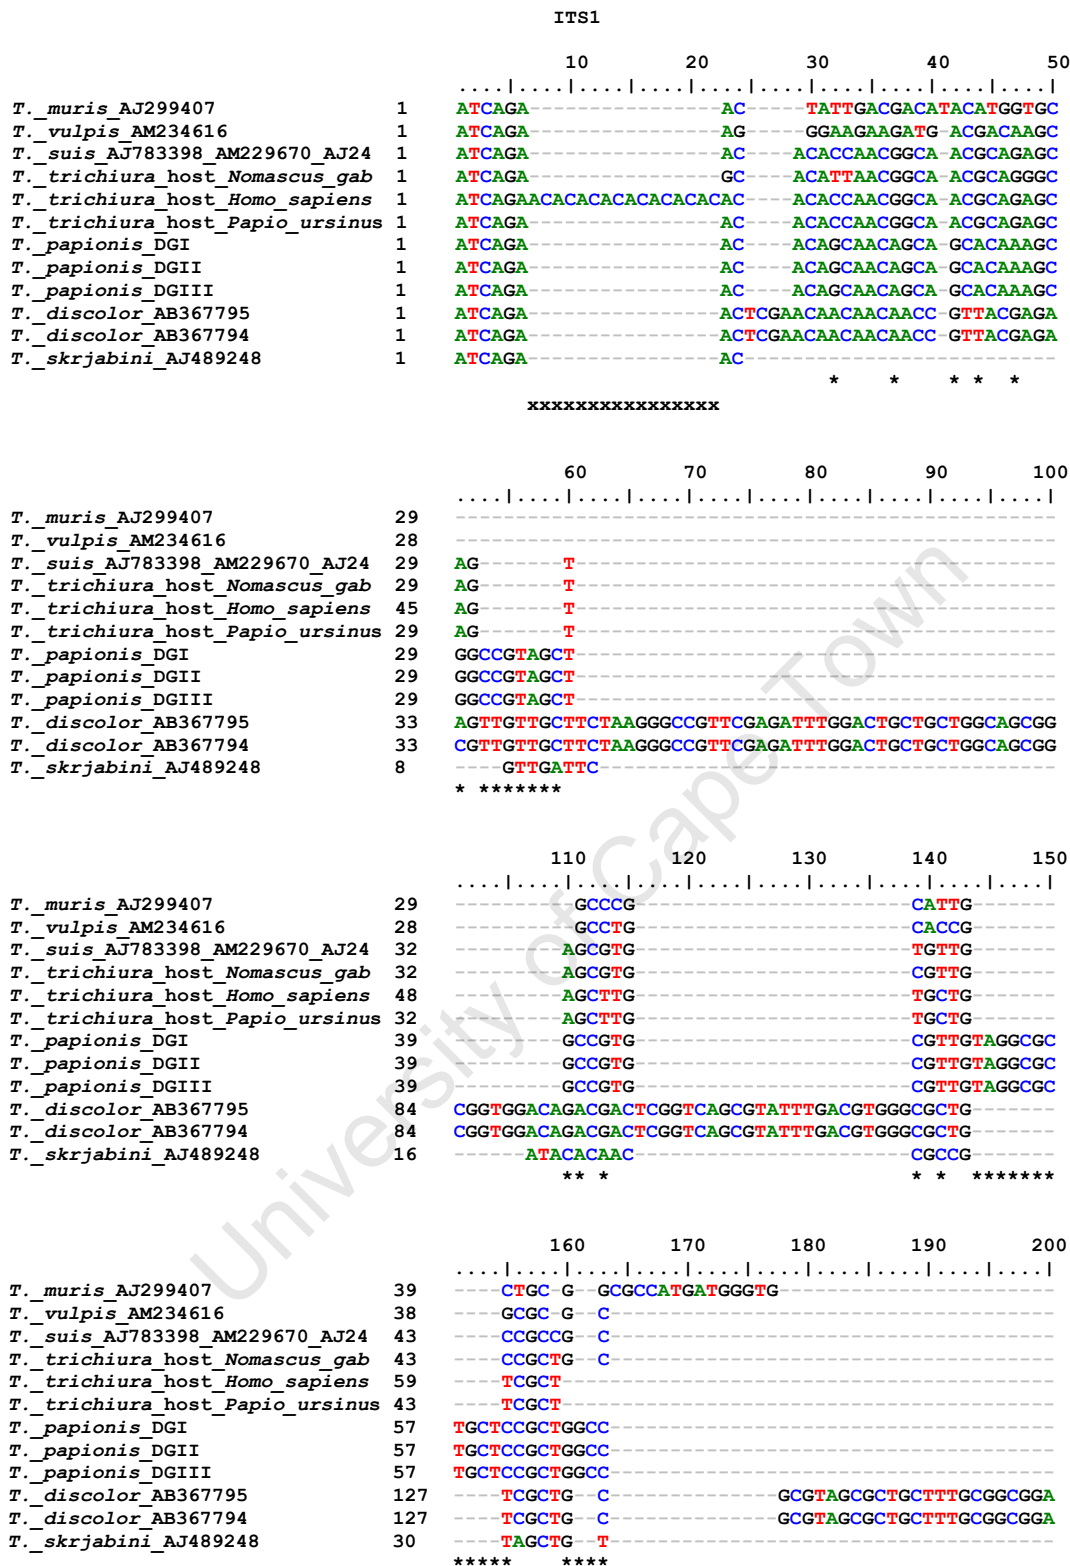 ITS1
10 20 30 40 50
....|....|....|....|....|....|....|....|....|....|
T._muris_AJ299407 1 ATCAGA----------------AC-----TATTGACGACATACATGGTGC
T._vulpis_AM234616 1 ATCAGA----------------AG-----GGAAGAAGATG-ACGACAAGC
T._suis_AJ783398_AM229670_AJ24 1 ATCAGA----------------AC----ACACCAACGGCA-ACGCAGAGC
T._trichiura_host_Nomascus_gab 1 ATCAGA----------------GC----ACATTAACGGCA-ACGCAGGGC
T._trichiura_host_Homo_sapiens 1 ATCAGAACACACACACACACACAC----ACACCAACGGCA-ACGCAGAGC
T._trichiura_host_Papio_ursinus 1 ATCAGA----------------AC----ACACCAACGGCA-ACGCAGAGC
T._papionis_DGI 1 ATCAGA----------------AC----ACAGCAACAGCA-GCACAAAGC
T._papionis_DGII 1 ATCAGA----------------AC----ACAGCAACAGCA-GCACAAAGC
T._papionis_DGIII 1 ATCAGA----------------AC----ACAGCAACAGCA-GCACAAAGC
T._discolor_AB367795 1 ATCAGA----------------ACTCGAACAACAACAACC-GTTACGAGA
T._discolor_AB367794 1 ATCAGA----------------ACTCGAACAACAACAACC-GTTACGAGA
T._skrjabini_AJ489248 1 ATCAGA----------------AC--------------------------
* * * * *
xxxxxxxxxxxxxxxx
60 70 80 90 100
....|....|....|....|....|....|....|....|....|....|
T._muris_AJ299407 29 --------------------------------------------------
T._vulpis_AM234616 28 --------------------------------------------------
T._suis_AJ783398_AM229670_AJ24 29 AG-------T----------------------------------------
T._trichiura_host_Nomascus_gab 29 AG-------T----------------------------------------
T._trichiura_host_Homo_sapiens 45 AG-------T----------------------------------------
T._trichiura_host_Papio_ursinus 29 AG-------T----------------------------------------
T._papionis_DGI 29 GGCCGTAGCT----------------------------------------
T._papionis_DGII 29 GGCCGTAGCT----------------------------------------
T._papionis_DGIII 29 GGCCGTAGCT----------------------------------------
T._discolor_AB367795 33 AGTTGTTGCTTCTAAGGGCCGTTCGAGATTTGGACTGCTGCTGGCAGCGG
T._discolor_AB367794 33 CGTTGTTGCTTCTAAGGGCCGTTCGAGATTTGGACTGCTGCTGGCAGCGG
T._skrjabini_AJ489248 8 ----GTTGATTC--------------------------------------
* *******
110 120 130 140 150
....|....|....|....|....|....|....|....|....|....|
T._muris_AJ299407 29 ----------GCCCG-----------------------CATTG-------
T._vulpis_AM234616 28 ----------GCCTG-----------------------CACCG-------
T._suis_AJ783398_AM229670_AJ24 32 ---------AGCGTG-----------------------TGTTG-------
T._trichiura_host_Nomascus_gab 32 ---------AGCGTG-----------------------CGTTG-------
T._trichiura_host_Homo_sapiens 48 ---------AGCTTG-----------------------TGCTG-------
T._trichiura_host_Papio_ursinus 32 ---------AGCTTG-----------------------TGCTG-------
T._papionis_DGI 39 ---------GCCGTG-----------------------CGTTGTAGGCGC
T._papionis_DGII 39 ---------GCCGTG-----------------------CGTTGTAGGCGC
T._papionis_DGIII 39 ---------GCCGTG-----------------------CGTTGTAGGCGC
T._discolor_AB367795 84 CGGTGGACAGACGACTCGGTCAGCGTATTTGACGTGGGCGCTG-------
T._discolor_AB367794 84 CGGTGGACAGACGACTCGGTCAGCGTATTTGACGTGGGCGCTG-------
T._skrjabini_AJ489248 16 ------ATACACAAC-----------------------CGCCG-------
** * * * *******
160 170 180 190 200
....|....|....|....|....|....|....|....|....|....|
T._muris_AJ299407 39 ----CTGC-G--GCGCCATGATGGGTG-----------------------
T._vulpis_AM234616 38 ----GCGC-G--C-------------------------------------
T._suis_AJ783398_AM229670_AJ24 43 ----CCGCCG--C-------------------------------------
T._trichiura_host_Nomascus_gab 43 ----CCGCTG--C-------------------------------------
T._trichiura_host_Homo_sapiens 59 ----TCGCT-----------------------------------------
T._trichiura_host_Papio_ursinus 43 ----TCGCT-----------------------------------------
T._papionis_DGI 57 TGCTCCGCTGGCC-------------------------------------
T._papionis_DGII 57 TGCTCCGCTGGCC-------------------------------------
T._papionis_DGIII 57 TGCTCCGCTGGCC-------------------------------------
T._discolor_AB367795 127 ----TCGCTG--C--------------GCGTAGCGCTGCTTTGCGGCGGA
T._discolor_AB367794 127 ----TCGCTG--C--------------GCGTAGCGCTGCTTTGCGGCGGA
T._skrjabini_AJ489248 30 ----TAGCTG--T-------------------------------------
***** ****
University of Cape Town